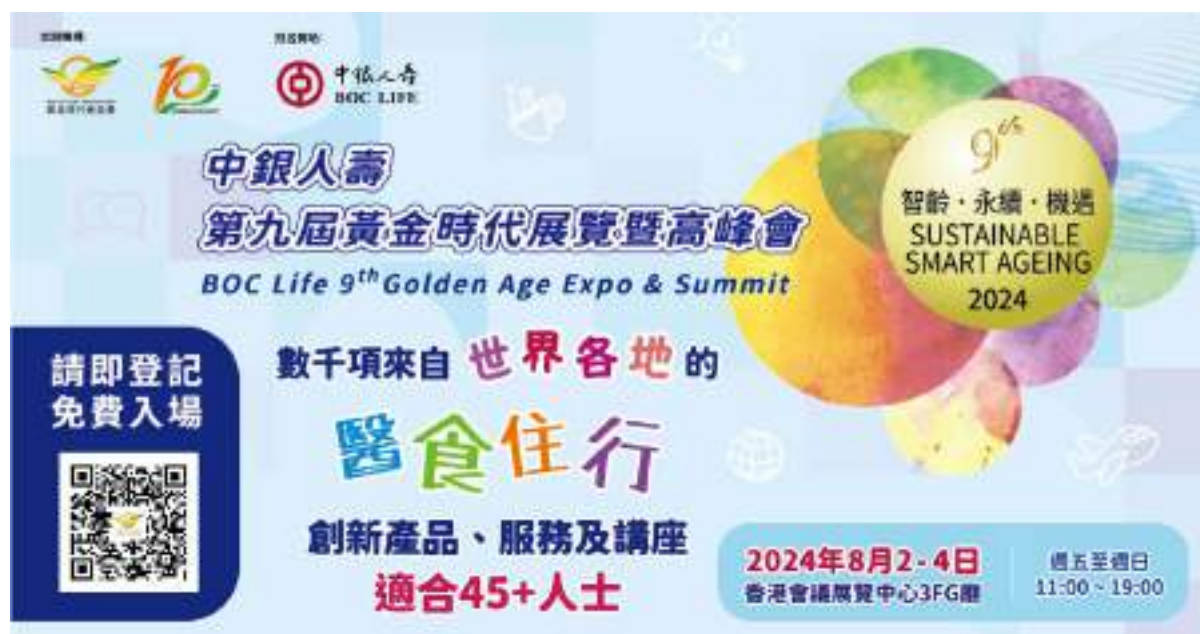 中銀人壽
BOC LIFE
中銀人壽
第九屆黃金時代展覽暨高峰會
BOC Life 9th Golden Age Expo & Summit
9th
智齡・永續・機遇
SUSTAINABLE
SMART AGEING
2024
請即登記
免費入場
數千項來自世界各地的
醫食住行
創新產品、服務及講座
適合45+人士
2024年8月2-4日
香港會議展覽中心3FG廳
週五至週日
11:00 ~ 19:00